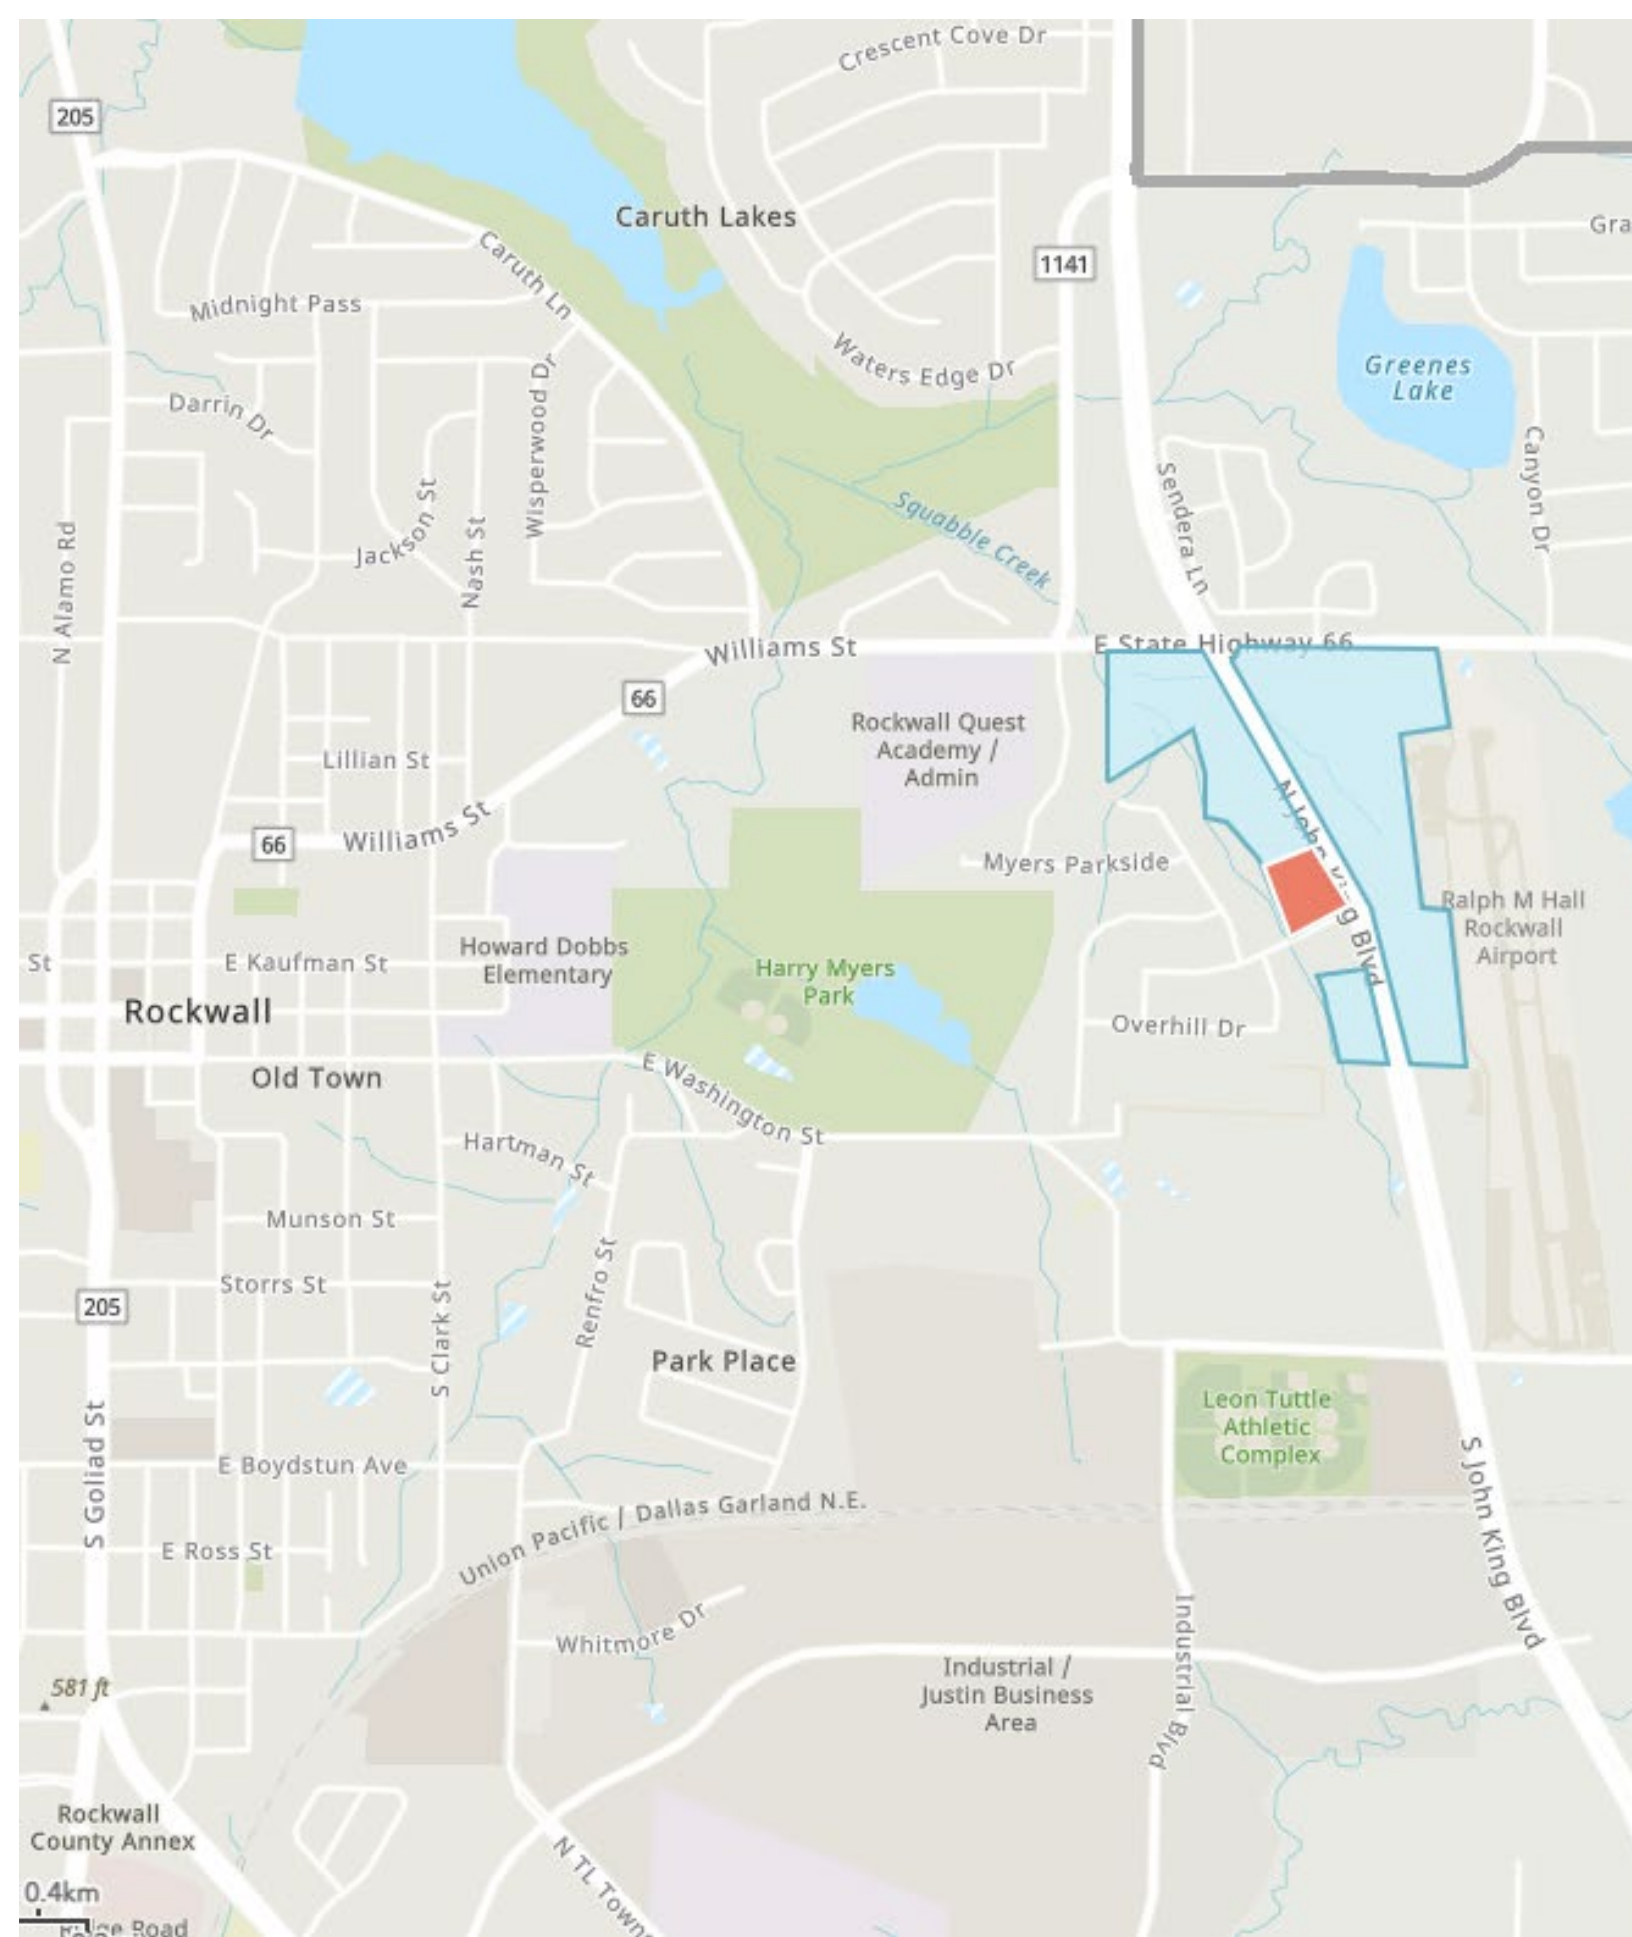 Crescent Cove Dr
205
Caruth Lakes
Gra
Caruth Ln
1141
Midnight Pass
Waters Edge Dr
Greenes
Lake
Darrin Dr
Wisperwood Dr
Canyon Dr
Sendera Ln
Jackson St
Nash St
Squabble Creek
N Alamo Rd
Williams St
E State Highway 66
66
Rockwall Quest
Academy /
Admin
Lillian St
N John King Blvd
Williams St
66
Myers Parkside
Ralph M Hall
Rockwall
Airport
Howard Dobbs
Elementary
St
E Kaufman St
Harry Myers
Park
Rockwall
Overhill Dr
Old Town
E Washington St
Hartman St
Munson St
Storrs St
Renfro St
205
S Clark St
Park Place
Leon Tuttle
Athletic
Complex
S Goliad St
E Boydstun Ave
S John King Blvd
Union Pacific / Dallas Garland N.E.
E Ross St
Industrial Blvd
Whitmore Dr
Industrial /
Justin Business
Area
581 ft
Rockwall
County Annex
N TL Towns
0.4km
Road